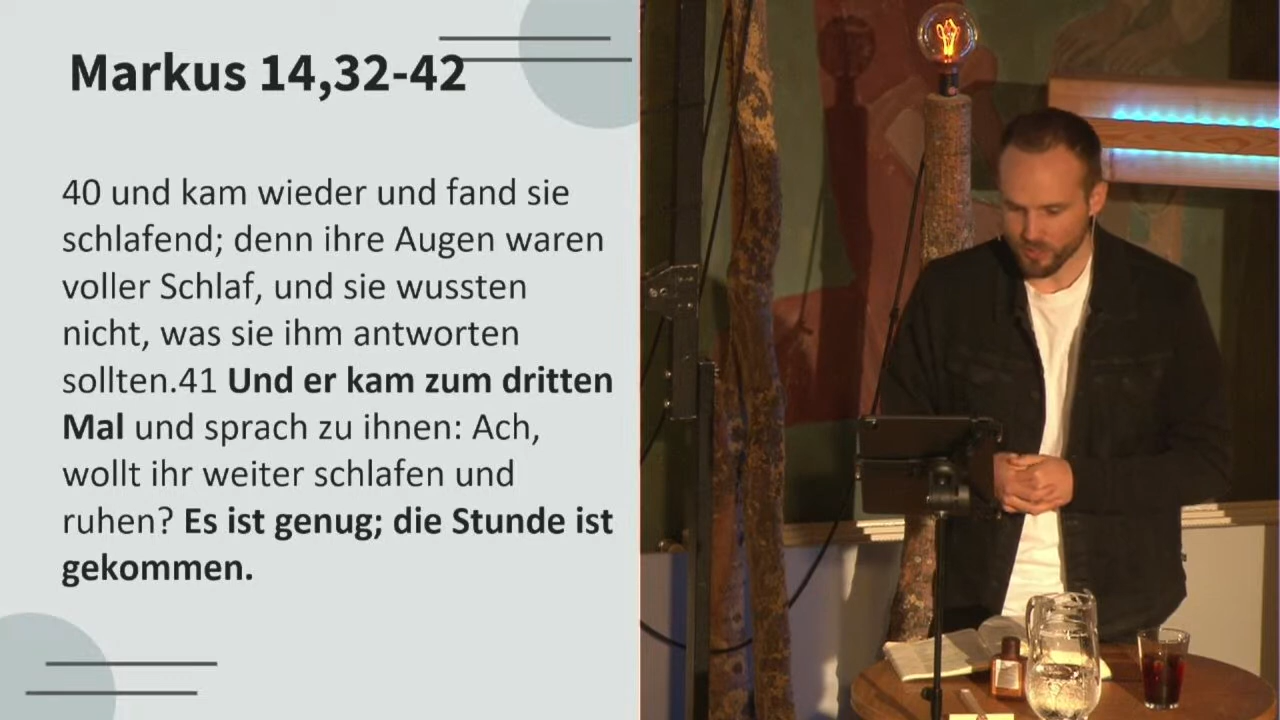 Markus 14,32-42
40 und kam wieder und fand sie
schlafend; denn ihre Augen waren
voller Schlaf, und sie wussten
nicht, was sie ihm antworten
sollten.41 Und er kam zum dritten
Mal und sprach zu ihnen: Ach,
wollt ihr weiter schlafen und
ruhen? Es ist genug; die Stunde ist
gekommen.